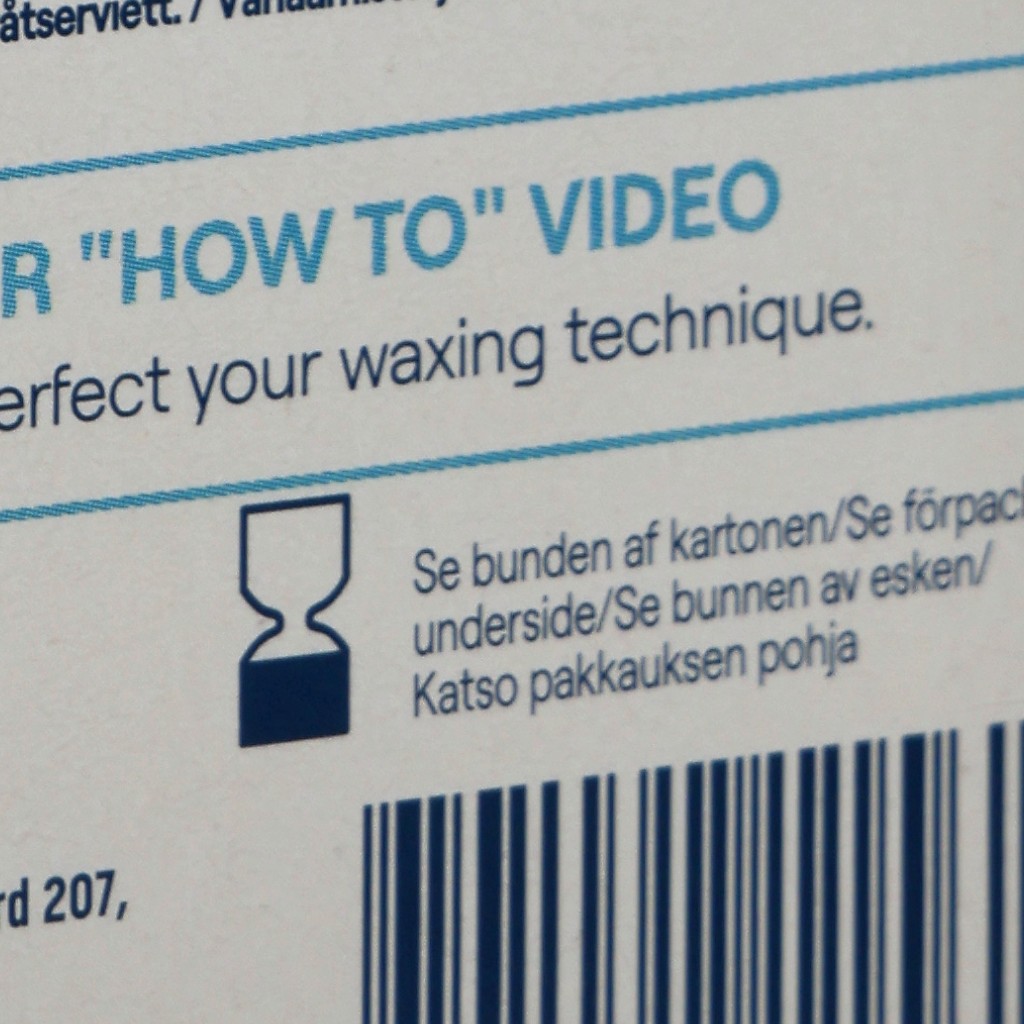 åtserviett. /
R "HOW TO" VIDEO
erfect your waxing technique.
Se bunden af kartonen/Se förpack
underside/Se bunnen av esken/
Katso pakkauksen pohja
rd 207,